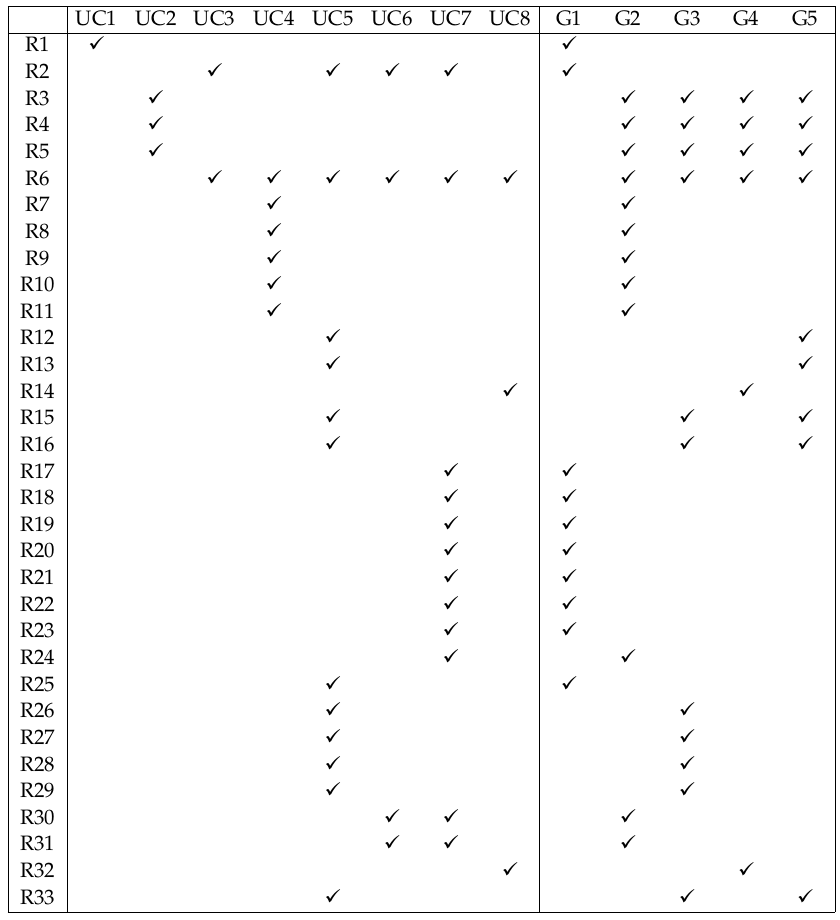 UC1 UC2 UC3 UC4 UC5 UC6 UC7 UC8 G1 G2 G3 G4 G5
R1 ✓ ✓
R2 ✓ ✓ ✓ ✓ ✓
R3 ✓ ✓ ✓ ✓ ✓
R4 ✓ ✓ ✓ ✓ ✓
R5 ✓ ✓ ✓ ✓ ✓
R6 ✓ ✓ ✓ ✓ ✓ ✓ ✓ ✓ ✓ ✓
R7 ✓ ✓
R8 ✓ ✓
R9 ✓ ✓
R10 ✓ ✓
R11 ✓ ✓
R12 ✓ ✓
R13 ✓ ✓
R14 ✓ ✓
R15 ✓ ✓ ✓
R16 ✓ ✓ ✓
R17 ✓ ✓
R18 ✓ ✓
R19 ✓ ✓
R20 ✓ ✓
R21 ✓ ✓
R22 ✓ ✓
R23 ✓ ✓
R24 ✓ ✓
R25 ✓ ✓
R26 ✓ ✓
R27 ✓ ✓
R28 ✓ ✓
R29 ✓ ✓
R30 ✓ ✓ ✓
R31 ✓ ✓ ✓
R32 ✓ ✓
R33 ✓ ✓ ✓